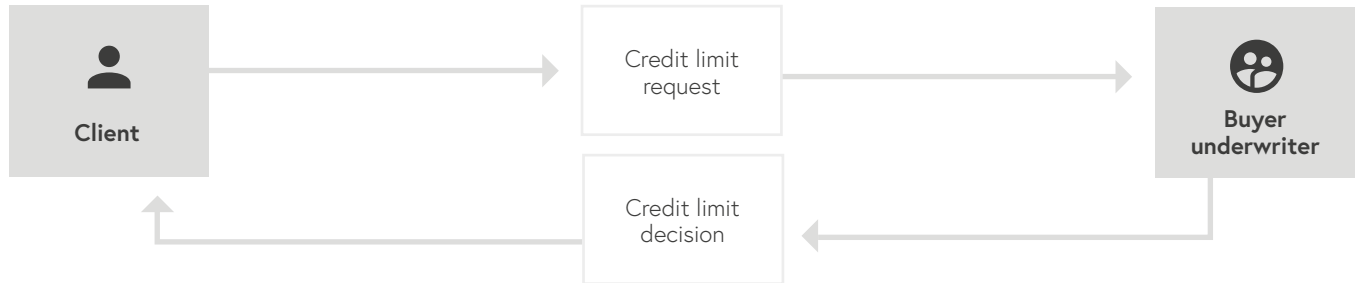 Client
Credit limit
request
Buyer
underwriter
Credit limit
decision